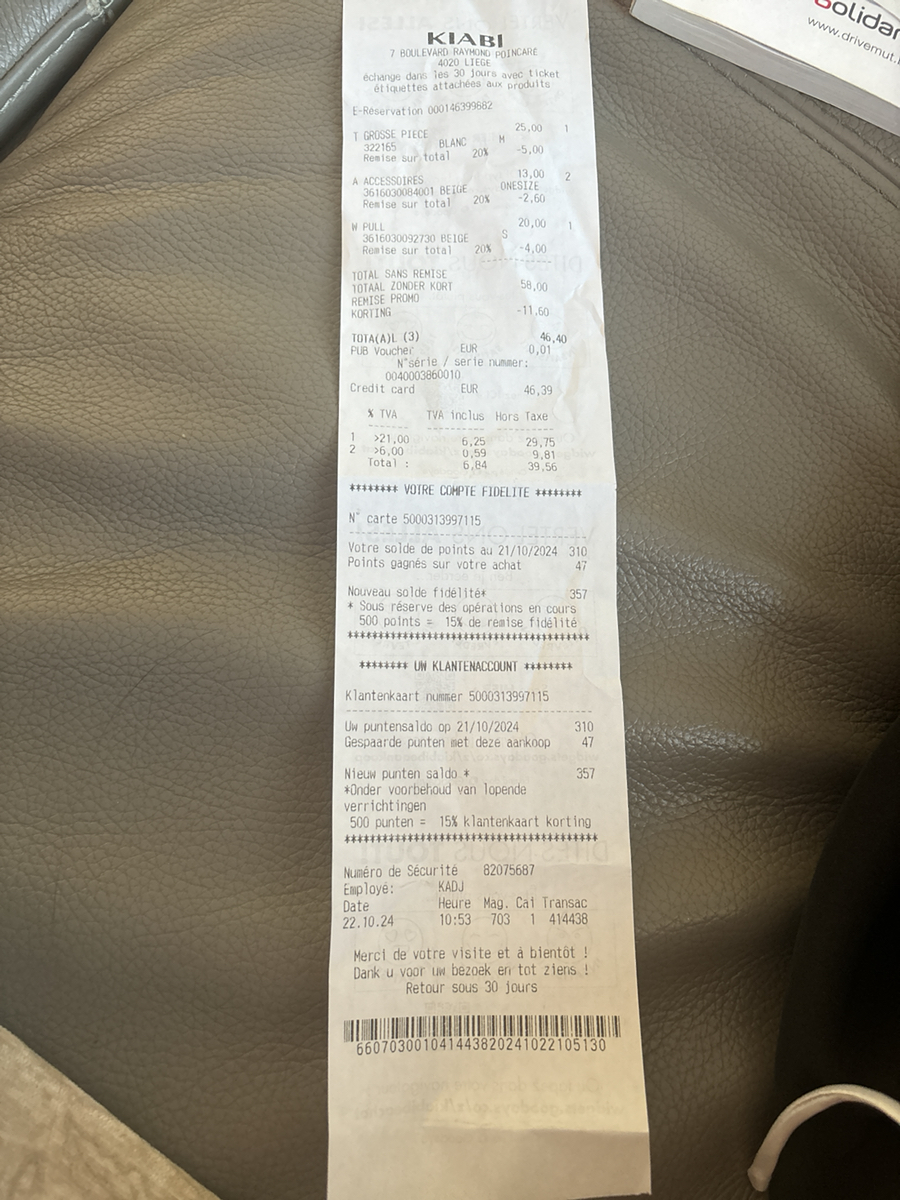 olidar
www.drivemut.
KIABI
7 BOULEVARD RAYMOND POINCARE
4020 LIEGE
échange dans les 30 jours avec ticket
étiquettes attachées aux produits
E-Réservation 000146399882
T GROSSE PIECE 25,00 1
322165 BLANC M
Remise sur total 20% -5,00
A ACCESSOIRES 13,00 2
3616030084001 BEIGE ONESIZE
Remise sur total 20% -2,60
W PULL 20,00 1
3616030092730 BEIGE S
Remise sur total 20% -4,00
TOTAL SANS REMISE
TOTAAL ZONDER KORT 58,00
REMISE PROMO
KORTING -11,60
TOTA(A)L (3) 46,40
PUB Voucher EUR 0,01
N°série / serie nummer:
0040003860010
Credit card EUR 46,39
% TVA TVA inclus Hors Taxe
1 >21,00 6,25 29,75
2 >6,00 0,59 9,81
Total : 6,84 39,56
******** VOTRE COMPTE FIDELITE ********
N° carte 5000313997115
Votre solde de points au 21/10/2024 310
Points gagnés sur votre achat 47
Nouveau solde fidélité* 357
* Sous réserve des opérations en cours
500 points = 15% de remise fidélité
******** UW KLANTENACCOUNT ********
Klantenkaart nummer 5000313997115
Uw puntensaldo op 21/10/2024 310
Gespaarde punten met deze aankoop 47
Nieuw punten saldo * 357
*Onder voorbehoud van lopende
verrichtingen
500 punten = 15% klantenkaart korting
Numéro de Sécurité 82075687
Employé: KADJ
Date Heure Mag. Cai Transac
22.10.24 10:53 703 1 414438
Merci de votre visite et à bientôt !
Dank u voor uw bezoek en tot ziens !
Retour sous 30 jours
66070300104144382024102210​5130